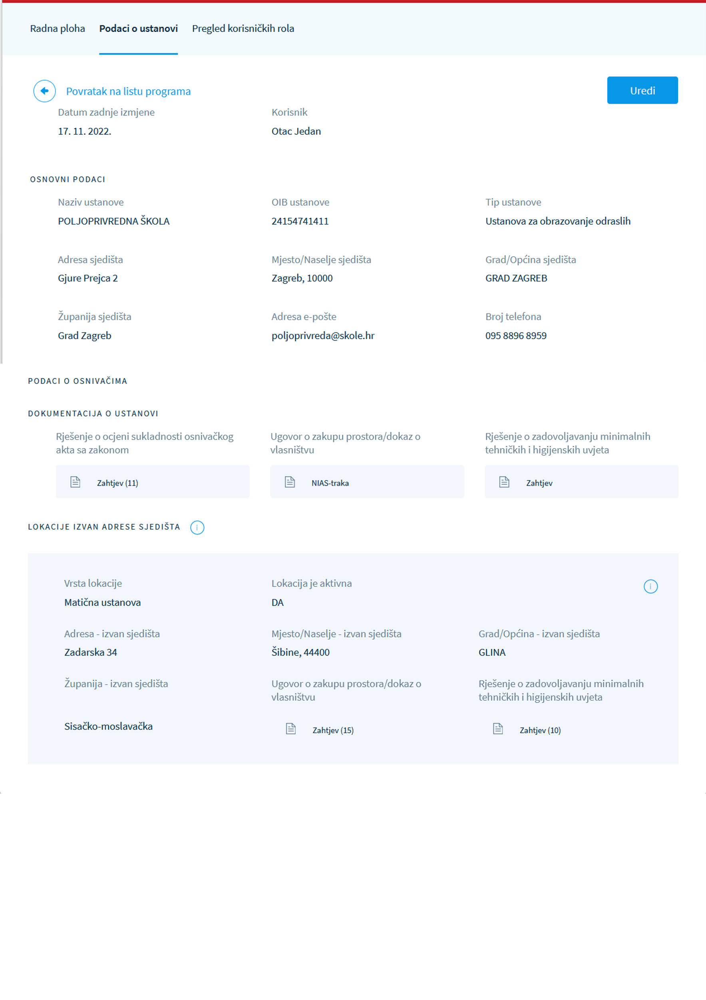 Radna ploha Podaci o ustanovi Pregled korisničkih rola
Povratak na listu programa Uredi
Datum zadnje izmjene Korisnik
17. 11. 2022. Otac Jedan
OSNOVNI PODACI
Naziv ustanove OIB ustanove Tip ustanove
POLJOPRIVREDNA ŠKOLA 24154741411 Ustanova za obrazovanje odraslih
Adresa sjedišta Mjesto/Naselje sjedišta Grad/Općina sjedišta
Gjure Prejca 2 Zagreb, 10000 GRAD ZAGREB
Županija sjedišta Adresa e-pošte Broj telefona
Grad Zagreb poljoprivreda@skole.hr 095 8896 8959
PODACI O OSNIVAČIMA
DOKUMENTACIJA O USTANOVI
Rješenje o ocjeni sukladnosti osnivačkog Ugovor o zakupu prostora/dokaz o Rješenje o zadovoljavanju minimalnih
akta sa zakonom vlasništvu tehničkih i higijenskih uvjeta
Zahtjev (11) NIAS-traka Zahtjev
LOKACIJE IZVAN ADRESE SJEDIŠTA i
Vrsta lokacije Lokacija je aktivna i
Matična ustanova DA
Adresa - izvan sjedišta Mjesto/Naselje - izvan sjedišta Grad/Općina - izvan sjedišta
Zadarska 34 Šibine, 44400 GLINA
Županija - izvan sjedišta Ugovor o zakupu prostora/dokaz o Rješenje o zadovoljavanju minimalnih
vlasništvu tehničkih i higijenskih uvjeta
Sisačko-moslavačka Zahtjev (15) Zahtjev (10)